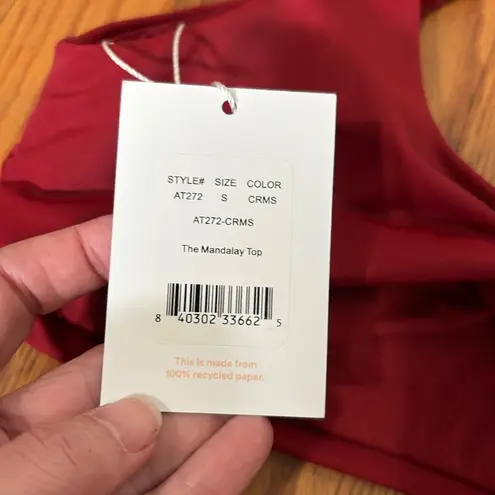 STYLE# SIZE COLOR
AT272 S CRMS
AT272-CRMS
The Mandalay Top
8 40302 33662 5
This is made from
100% recycled paper.